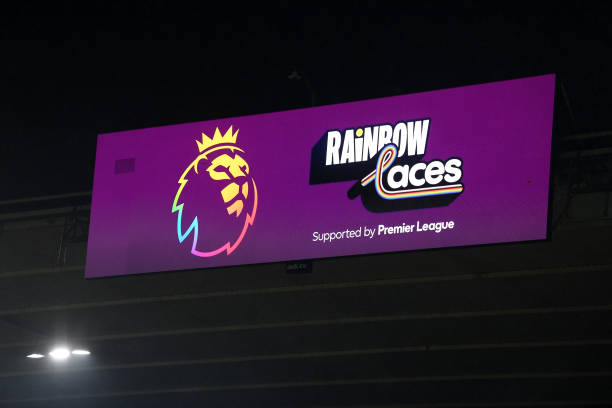 RAiNBOW
Laces
Supported by Premier League